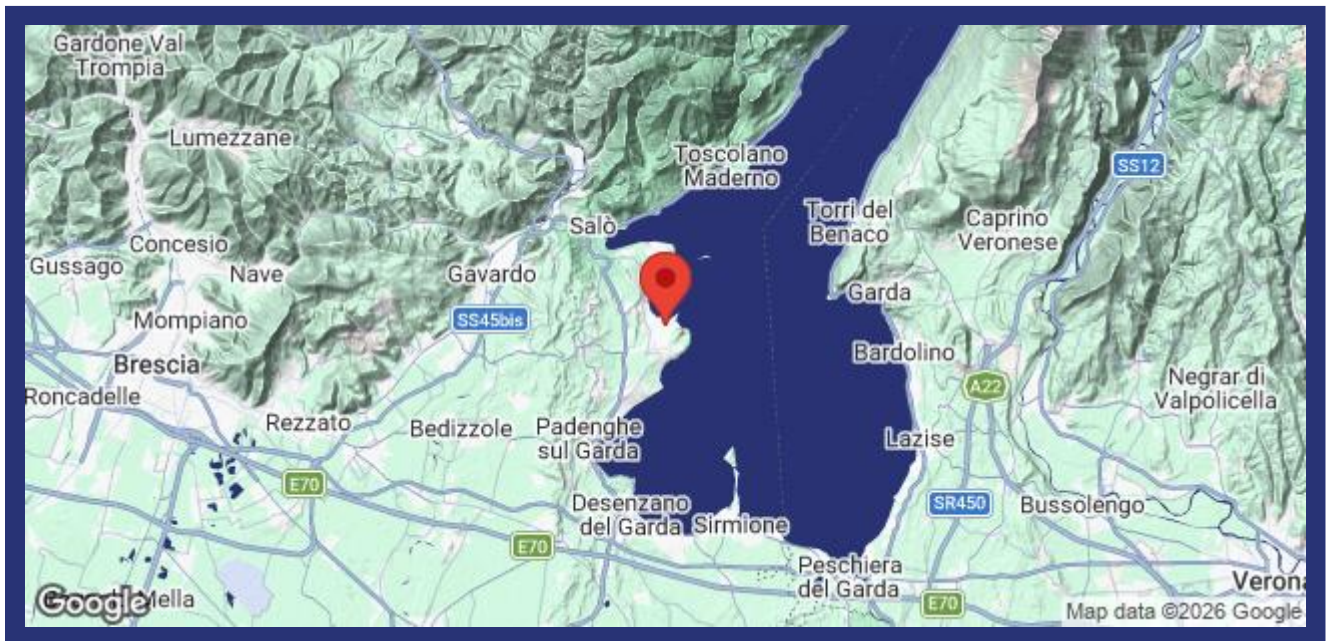 Gardone Val
Trompia
Lumezzane
Toscolano
Maderno
SS12
Torri del
Benaco
Caprino
Veronese
Salò
Concesio
Gussago
Nave
Gavardo
Garda
Mompiano
SS45bis
Bardolino
Brescia
A22
Negrar di
Valpolicella
Roncadelle
Rezzato
Bedizzole
Padenghe
sul Garda
Lazise
E70
Desenzano
del Garda
Sirmione
SR450
Bussolengo
E70
Peschiera
del Garda
Verona
Google
Mella
E70
Map data ©2026 Google